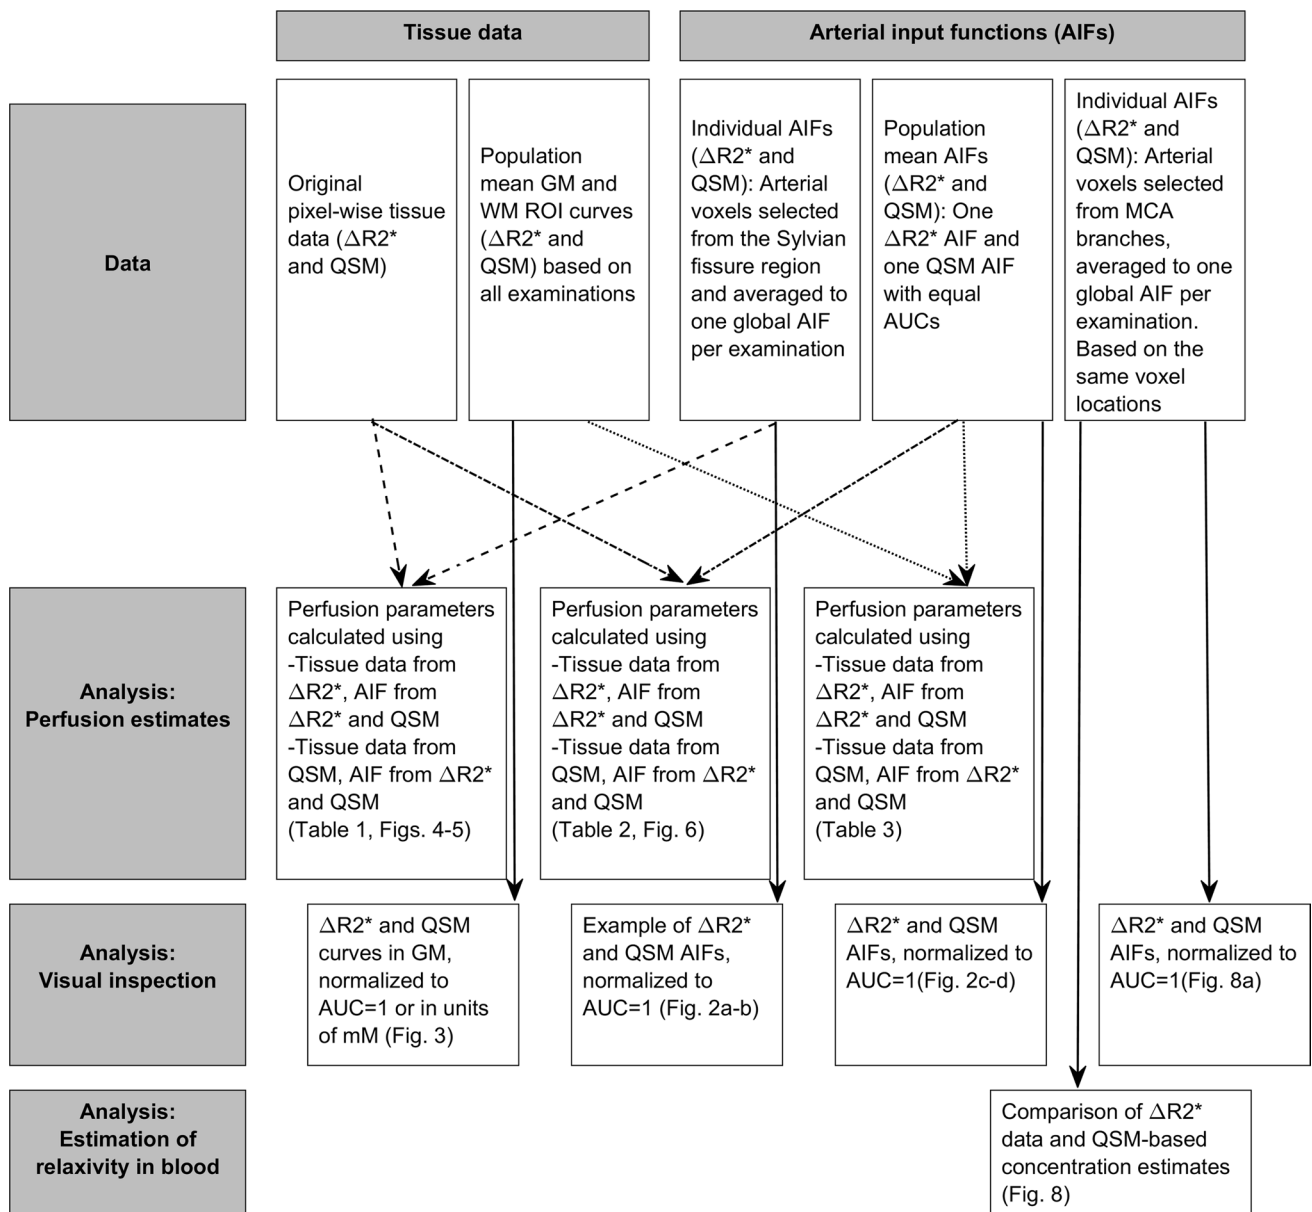 Tissue data
Arterial input functions (AIFs)
Data
Original
pixel-wise tissue
data (ΔR2*
and QSM)
Population
mean GM and
WM ROI curves
(ΔR2* and
QSM) based on
all examinations
Individual AIFs
(ΔR2* and
QSM): Arterial
voxels selected
from the Sylvian
fissure region
and averaged to
one global AIF
per examination
Population
mean AIFs
(ΔR2* and
QSM): One
ΔR2* AIF and
one QSM AIF
with equal
AUCs
Individual AIFs
(ΔR2* and
QSM): Arterial
voxels selected
from MCA
branches,
averaged to one
global AIF per
examination.
Based on the
same voxel
locations
Analysis:
Perfusion estimates
Perfusion parameters
calculated using
-Tissue data from
ΔR2*, AIF from
ΔR2* and QSM
-Tissue data from
QSM, AIF from ΔR2*
and QSM
(Table 1, Figs. 4-5)
Perfusion parameters
calculated using
-Tissue data from
ΔR2*, AIF from
ΔR2* and QSM
-Tissue data from
QSM, AIF from ΔR2*
and QSM
(Table 2, Fig. 6)
Perfusion parameters
calculated using
-Tissue data from
ΔR2*, AIF from
ΔR2* and QSM
-Tissue data from
QSM, AIF from ΔR2*
and QSM
(Table 3)
Analysis:
Visual inspection
ΔR2* and QSM
curves in GM,
normalized to
AUC=1 or in units
of mM (Fig. 3)
Example of ΔR2*
and QSM AIFs,
normalized to
AUC=1 (Fig. 2a-b)
ΔR2* and QSM
AIFs, normalized to
AUC=1(Fig. 2c-d)
ΔR2* and QSM
AIFs, normalized to
AUC=1(Fig. 8a)
Analysis:
Estimation of
relaxivity in blood
Comparison of ΔR2*
data and QSM-based
concentration estimates
(Fig. 8)